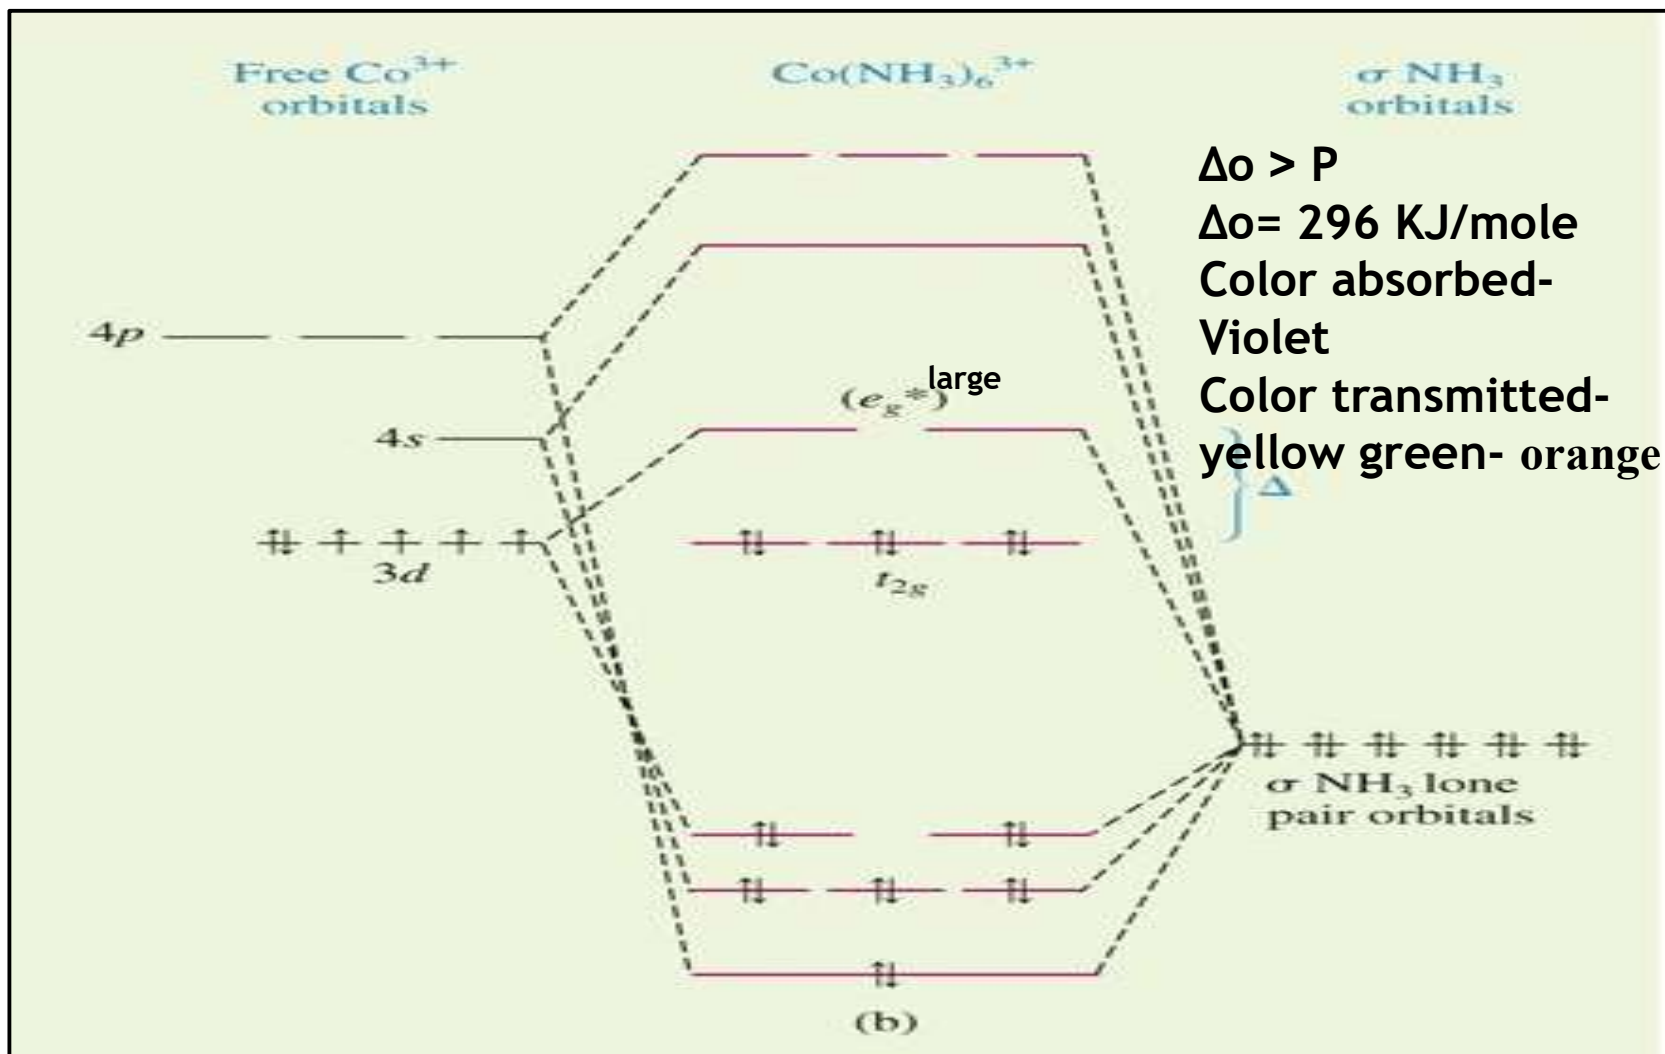 Free Co³⁺
orbitals
Co(NH₃)₆³⁺
σ NH₃
orbitals
Δo > P
Δo= 296 KJ/mole
Color absorbed-
Violet
Color transmitted-
yellow green- orange
4p
large
(e_g*)
4s
Δ
3d
t₂g
σ NH₃ lone
pair orbitals
(b)